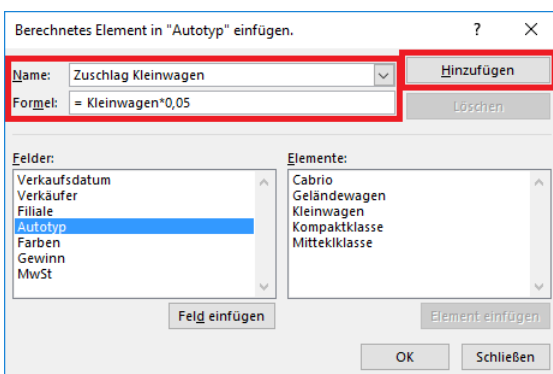 Berechnetes Element in "Autotyp" einfügen. ? ×
Name: Zuschlag Kleinwagen Hinzufügen
Formel: = Kleinwagen*0,05 Löschen
Felder: Elemente:
Verkaufsdatum Cabrio
Verkäufer Geländewagen
Filiale Kleinwagen
Autotyp Kompaktklasse
Farben Mitteklklasse
Gewinn
MwSt
Feld einfügen Element einfügen
OK Schließen